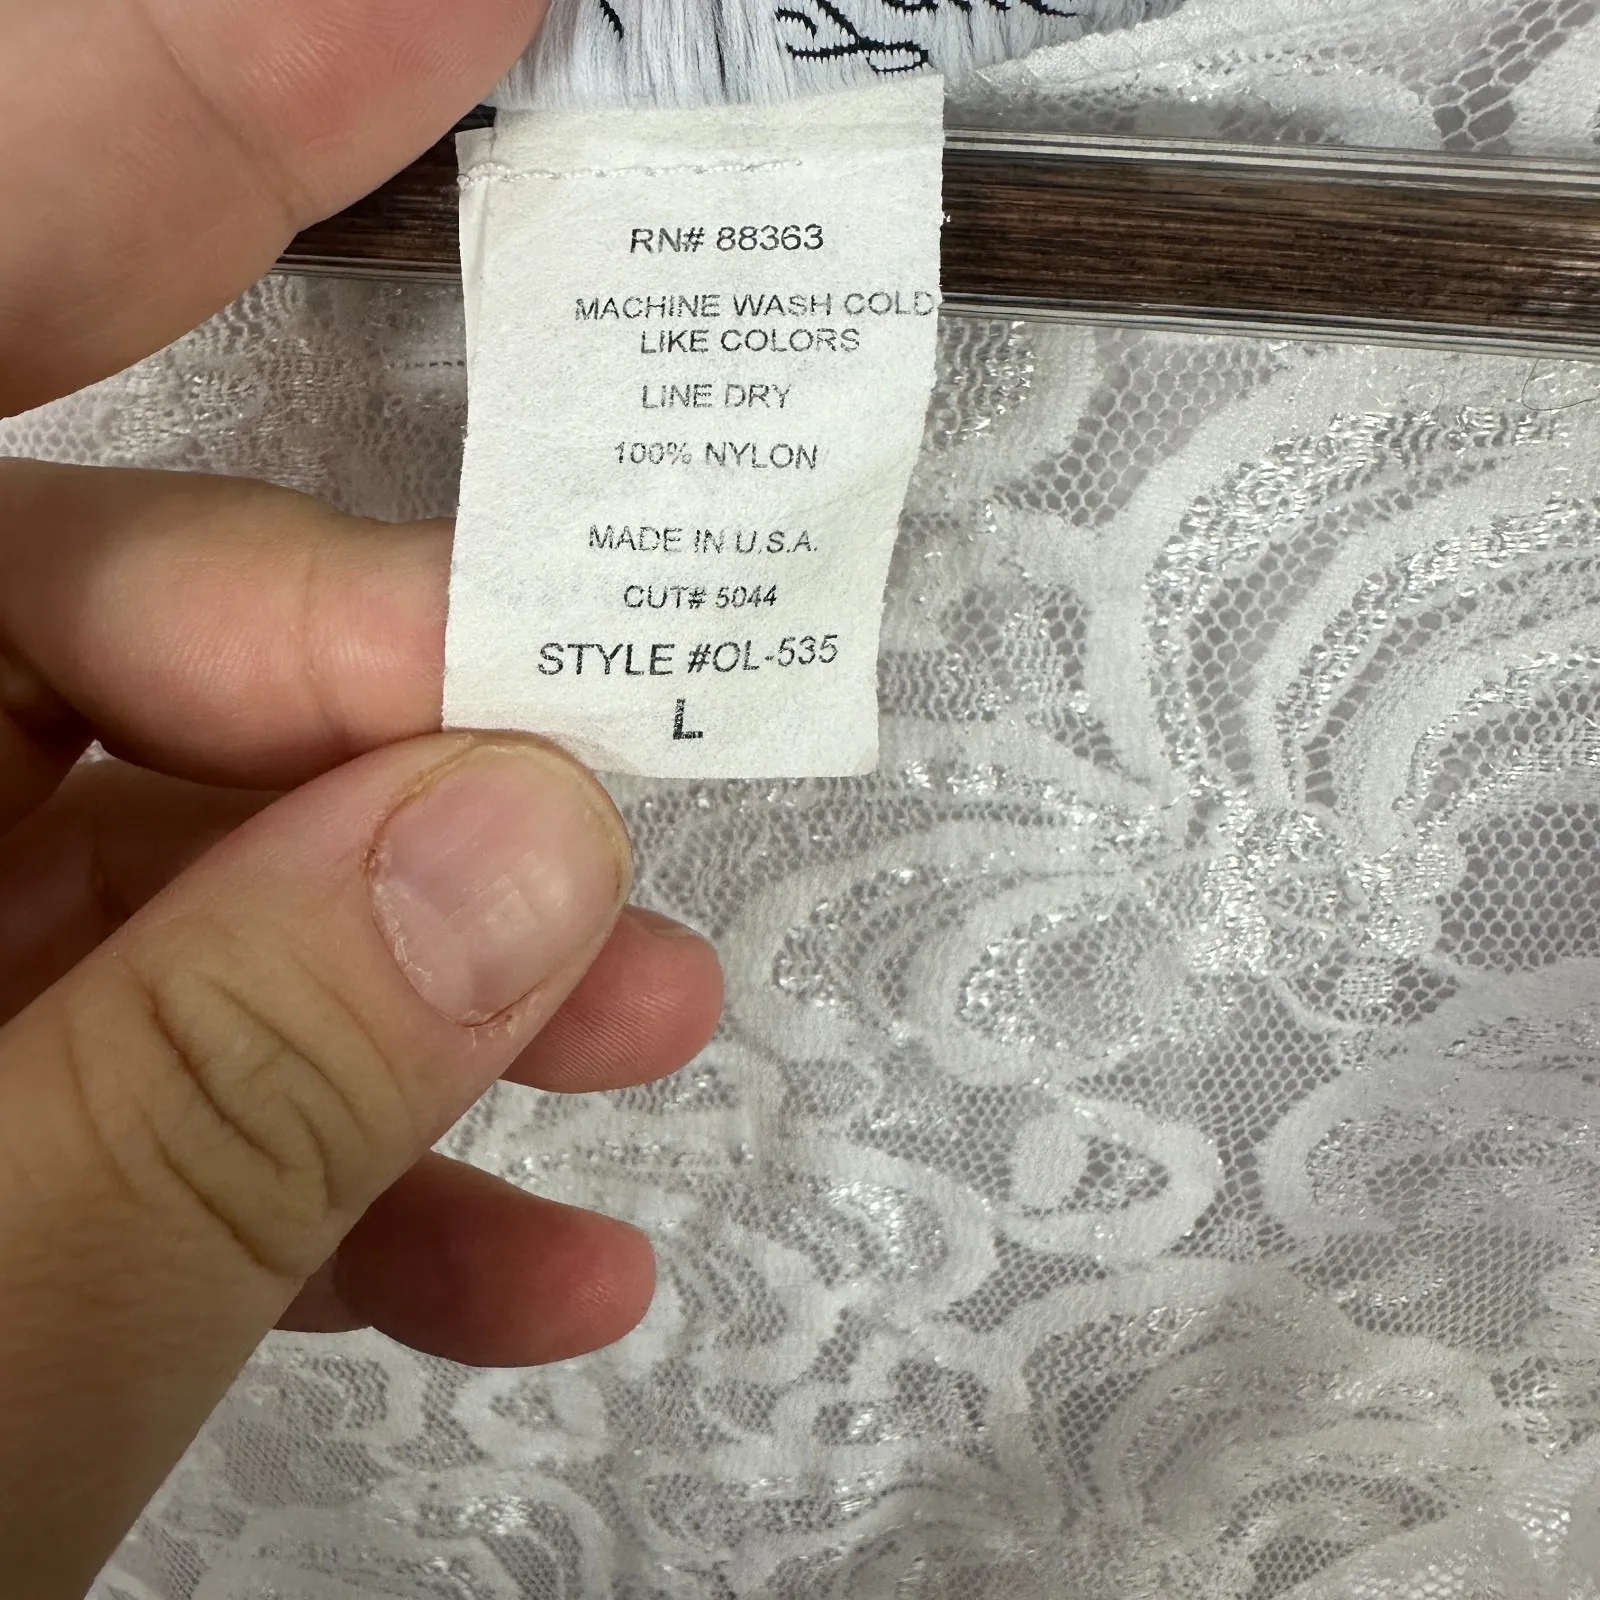 RN# 88363
MACHINE WASH COLD
LIKE COLORS
LINE DRY
100% NYLON
MADE IN U.S.A.
CUT# 5044
STYLE #OL-535
L